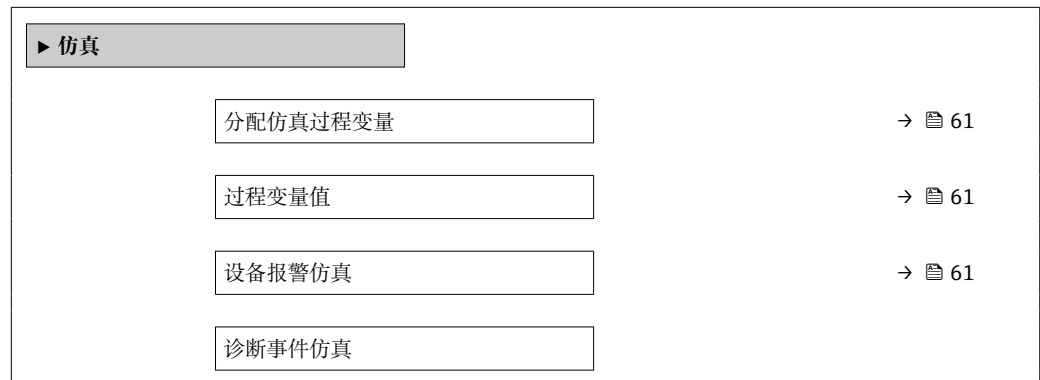 ▶ 仿真
分配仿真过程变量 → 🖹 61
过程变量值 → 🖹 61
设备报警仿真 → 🖹 61
诊断事件仿真